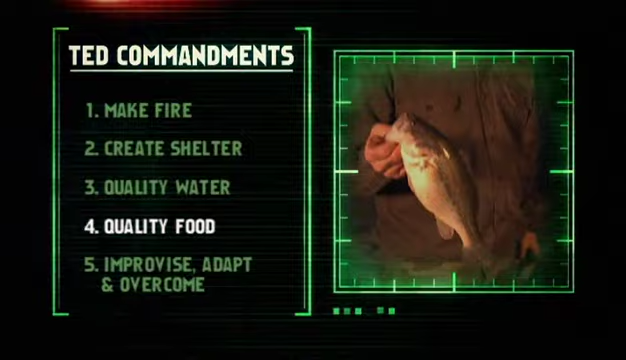 TED COMMANDMENTS
1. MAKE FIRE
2. CREATE SHELTER
3. QUALITY WATER
4. QUALITY FOOD
5. IMPROVISE, ADAPT
& OVERCOME